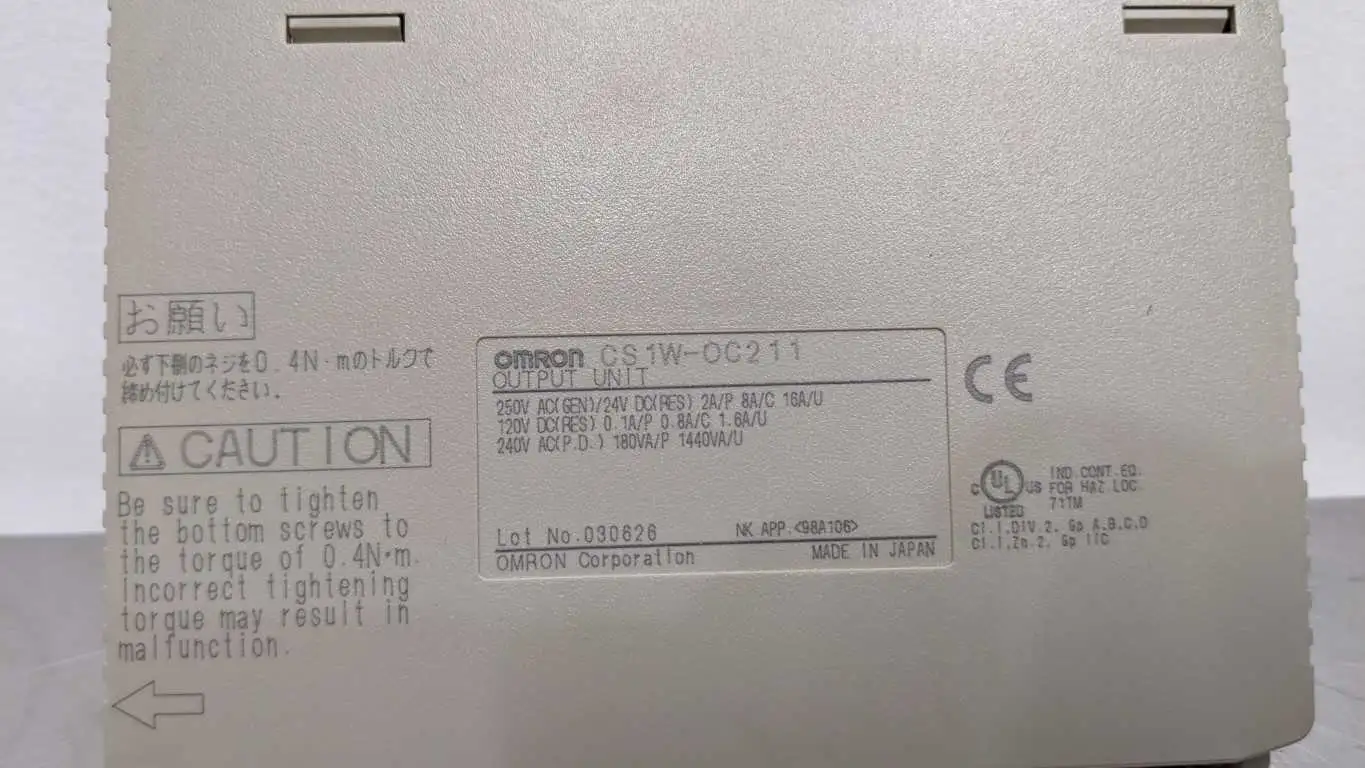 お願い
必ず下側のネジを0.4N·mのトルクで
締め付けてください.
CAUTION
Be sure to tighten
the bottom screws to
the torque of 0.4N·m.
Incorrect tightening
torque may result in
malfunction.
OMRON CS1W-OC211
OUTPUT UNIT
250V AC(GEN)/24V DC(RES) 2A/P 8A/C 16A/U
120V DC(RES) 0.1A/P 0.8A/C 1.6A/U
240V AC(P.D.) 180VA/P 1440VA/U
Lot No.030626 NK APP.<98A106>
OMRON Corporation MADE IN JAPAN
CE
C UL US
LISTED
IND.CONT.EQ.
FOR HAZ.LOC.
71TM
Cl.I,DIV.2, Gp A,B,C,D
Cl.I,Zn.2, Gp IIC